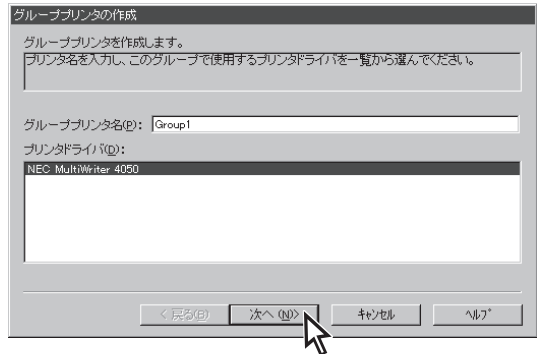 グループプリンタの作成
グループプリンタを作成します。
プリンタ名を入力し、このグループで使用するプリンタドライバを一覧から選んでください。
グループプリンタ名(P): Group1
プリンタドライバ(D):
NEC MultiWriter 4050
< 戻る(B) 次へ (N)> キャンセル ヘルプ